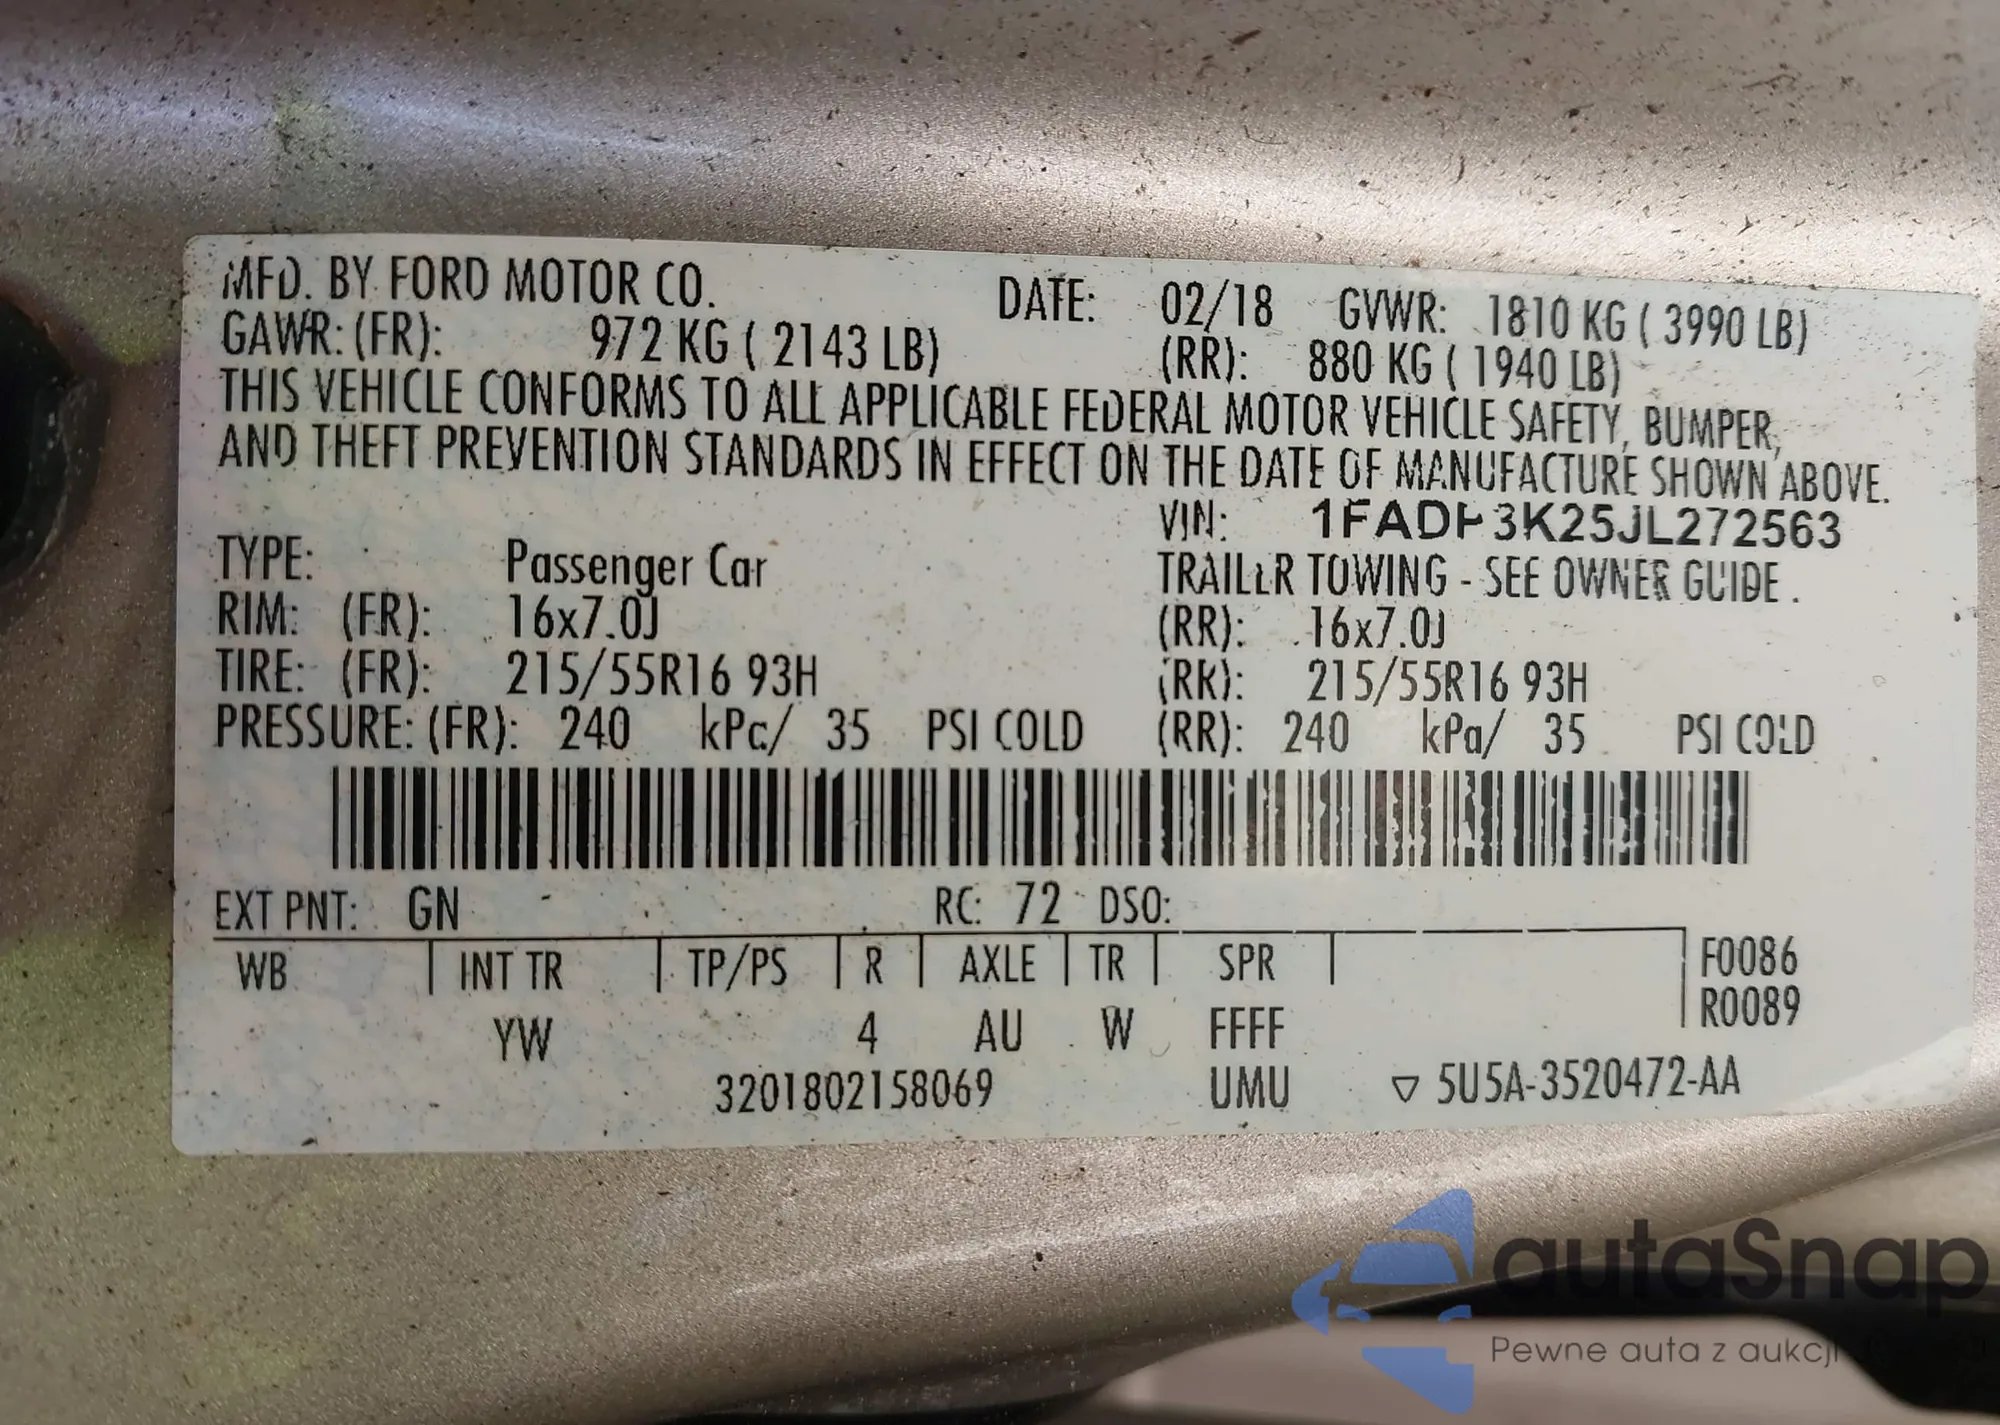 MFD. BY FORD MOTOR CO. DATE: 02/18 GVWR: 1810 KG ( 3990 LB)
GAWR: (FR): 972 KG ( 2143 LB) (RR): 880 KG ( 1940 LB)
THIS VEHICLE CONFORMS TO ALL APPLICABLE FEDERAL MOTOR VEHICLE SAFETY, BUMPER,
AND THEFT PREVENTION STANDARDS IN EFFECT ON THE DATE OF MANUFACTURE SHOWN ABOVE.
VIN: 1FADP3K25JL272563
TYPE: Passenger Car TRAILER TOWING - SEE OWNER GUIDE .
RIM: (FR): 16x7.0J (RR): 16x7.0J
TIRE: (FR): 215/55R16 93H (RR): 215/55R16 93H
PRESSURE: (FR): 240 kPa/ 35 PSI COLD (RR): 240 kPa/ 35 PSI COLD
EXT PNT: GN RC: 72 DSO:
WB INT TR TP/PS R AXLE TR SPR F0086
R0089
YW 4 AU W FFFF
3201802158069 UMU ▽ 5U5A-3520472-AA
autaSnap
Pewne auta z aukcji